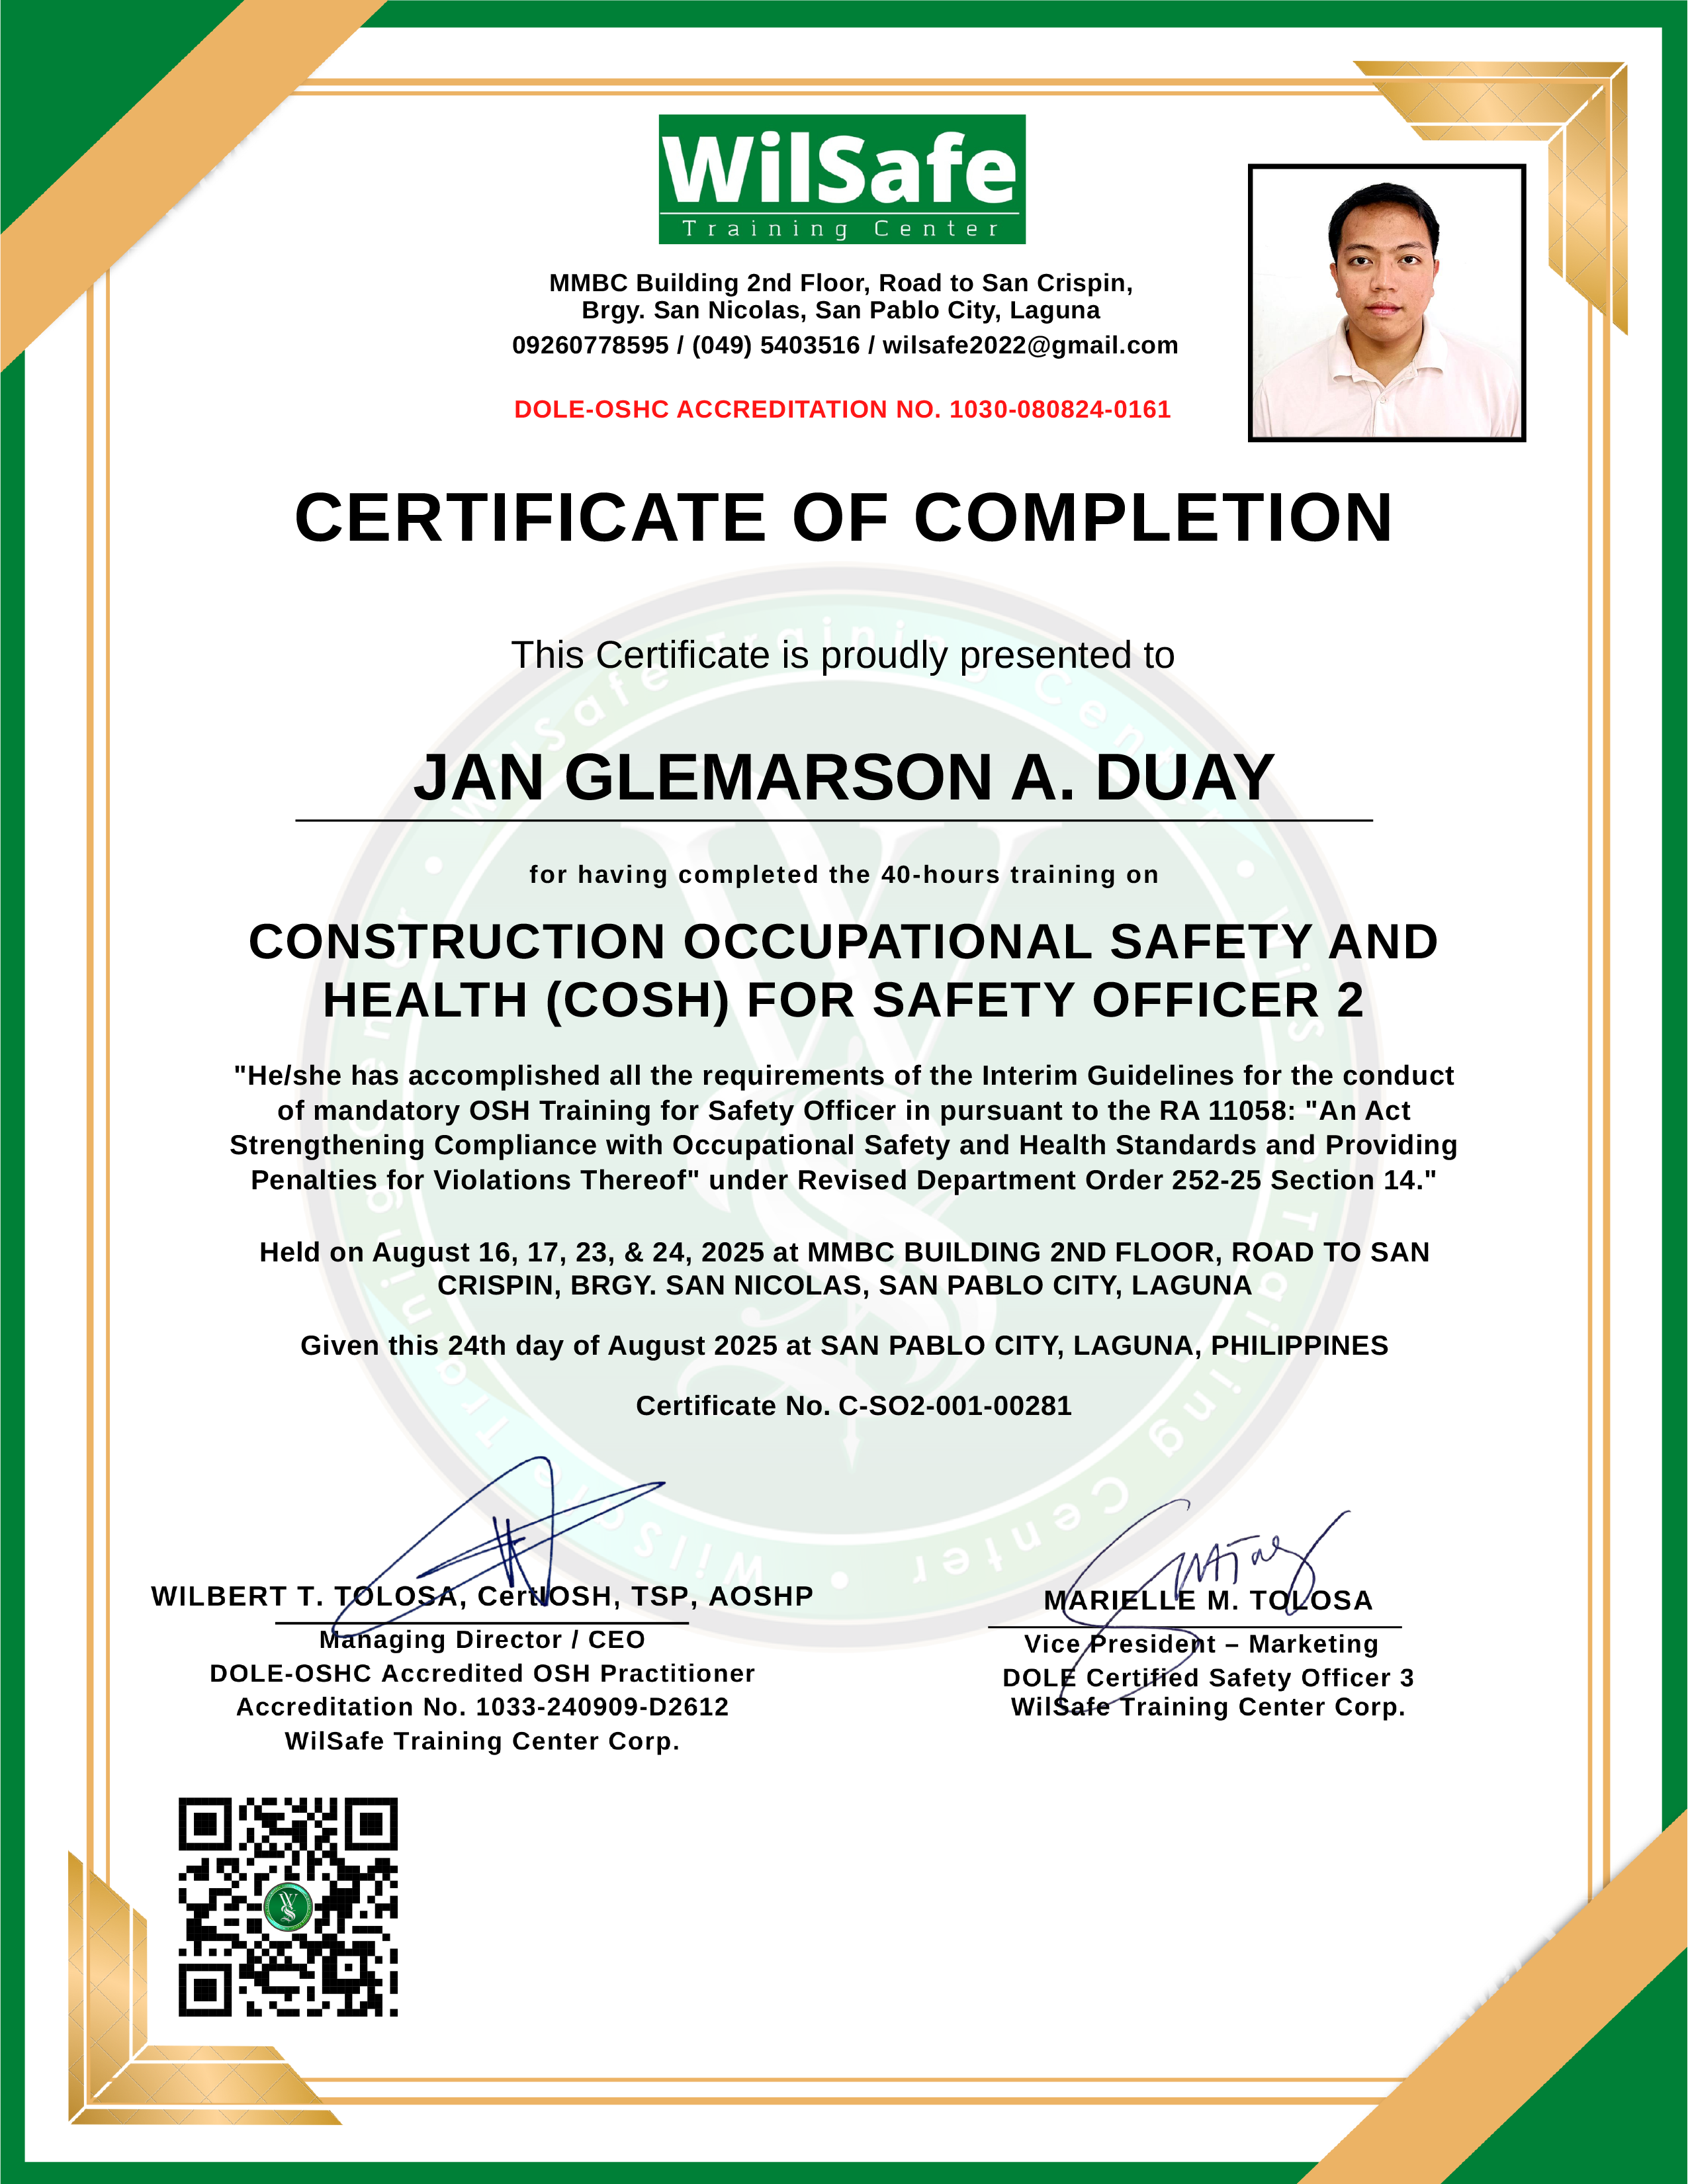 WilSafe
Training Center
MMBC Building 2nd Floor, Road to San Crispin,
Brgy. San Nicolas, San Pablo City, Laguna
09260778595 / (049) 5403516 / wilsafe2022@gmail.com
DOLE-OSHC ACCREDITATION NO. 1030-080824-0161
CERTIFICATE OF COMPLETION
This Certificate is proudly presented to
JAN GLEMARSON A. DUAY
for having completed the 40-hours training on
CONSTRUCTION OCCUPATIONAL SAFETY AND
HEALTH (COSH) FOR SAFETY OFFICER 2
"He/she has accomplished all the requirements of the Interim Guidelines for the conduct
of mandatory OSH Training for Safety Officer in pursuant to the RA 11058: "An Act
Strengthening Compliance with Occupational Safety and Health Standards and Providing
Penalties for Violations Thereof" under Revised Department Order 252-25 Section 14."
Held on August 16, 17, 23, & 24, 2025 at MMBC BUILDING 2ND FLOOR, ROAD TO SAN
CRISPIN, BRGY. SAN NICOLAS, SAN PABLO CITY, LAGUNA
Given this 24th day of August 2025 at SAN PABLO CITY, LAGUNA, PHILIPPINES
Certificate No. C-SO2-001-00281
WILBERT T. TOLOSA, CertIOSH, TSP, AOSHP
Managing Director / CEO
DOLE-OSHC Accredited OSH Practitioner
Accreditation No. 1033-240909-D2612
WilSafe Training Center Corp.
MARIELLE M. TOLOSA
Vice President – Marketing
DOLE Certified Safety Officer 3
WilSafe Training Center Corp.
WilSafe Training Center • WilSafe Training Center • WilSafe Training Center •